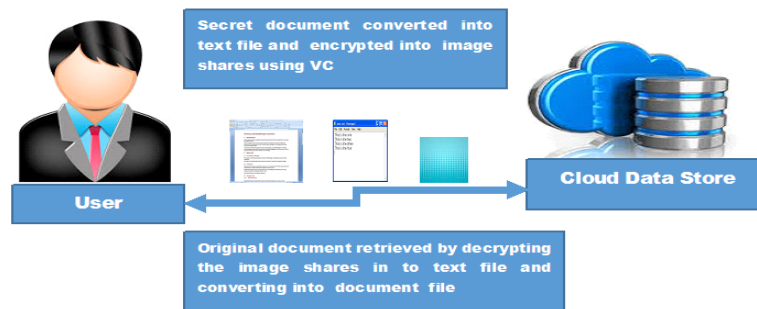 Secret document converted into
text file and encrypted into image
shares using VC
User
Cloud Data Store
Original document retrieved by decrypting
the image shares in to text file and
converting into document file